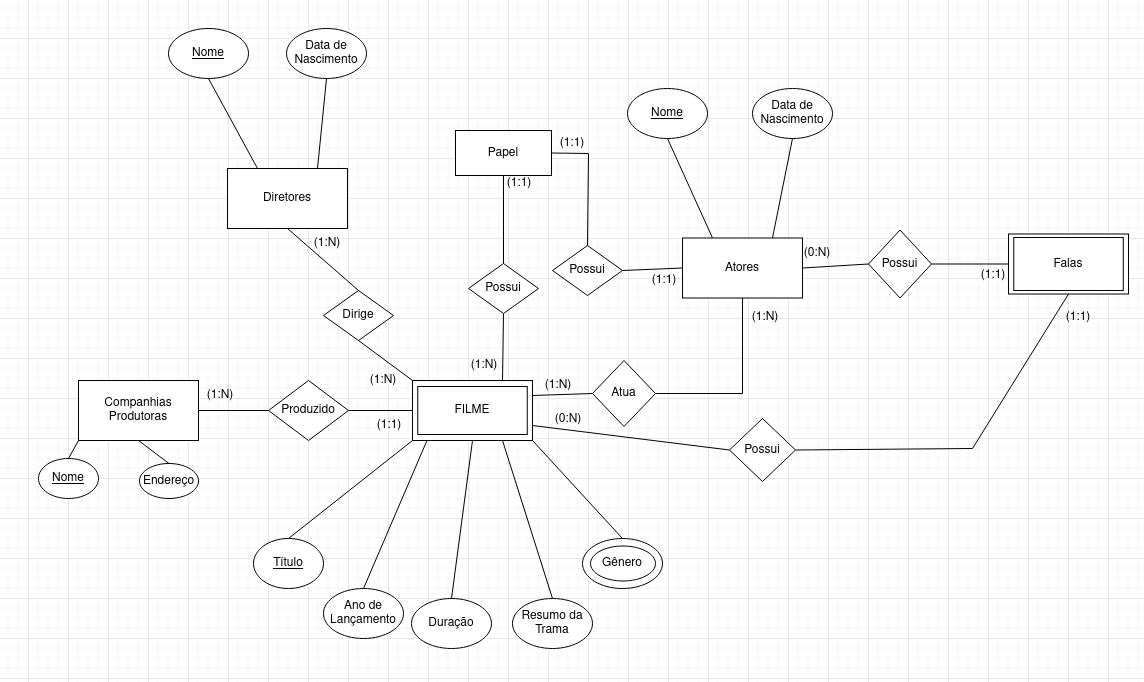 Nome
Data de
Nascimento
Nome
Data de
Nascimento
Papel
(1:1)
(1:1)
Diretores
(1:N)
Possui
Possui
(1:1)
Atores
(0:N)
Possui
(1:1)
Falas
(1:1)
Dirige
(1:N)
(1:N)
(1:N)
Companhias
Produtoras
(1:N)
Produzido
(1:1)
FILME
(1:N)
Atua
(0:N)
Possui
Nome
Endereço
Título
Ano de
Lançamento
Duração
Resumo da
Trama
Gênero